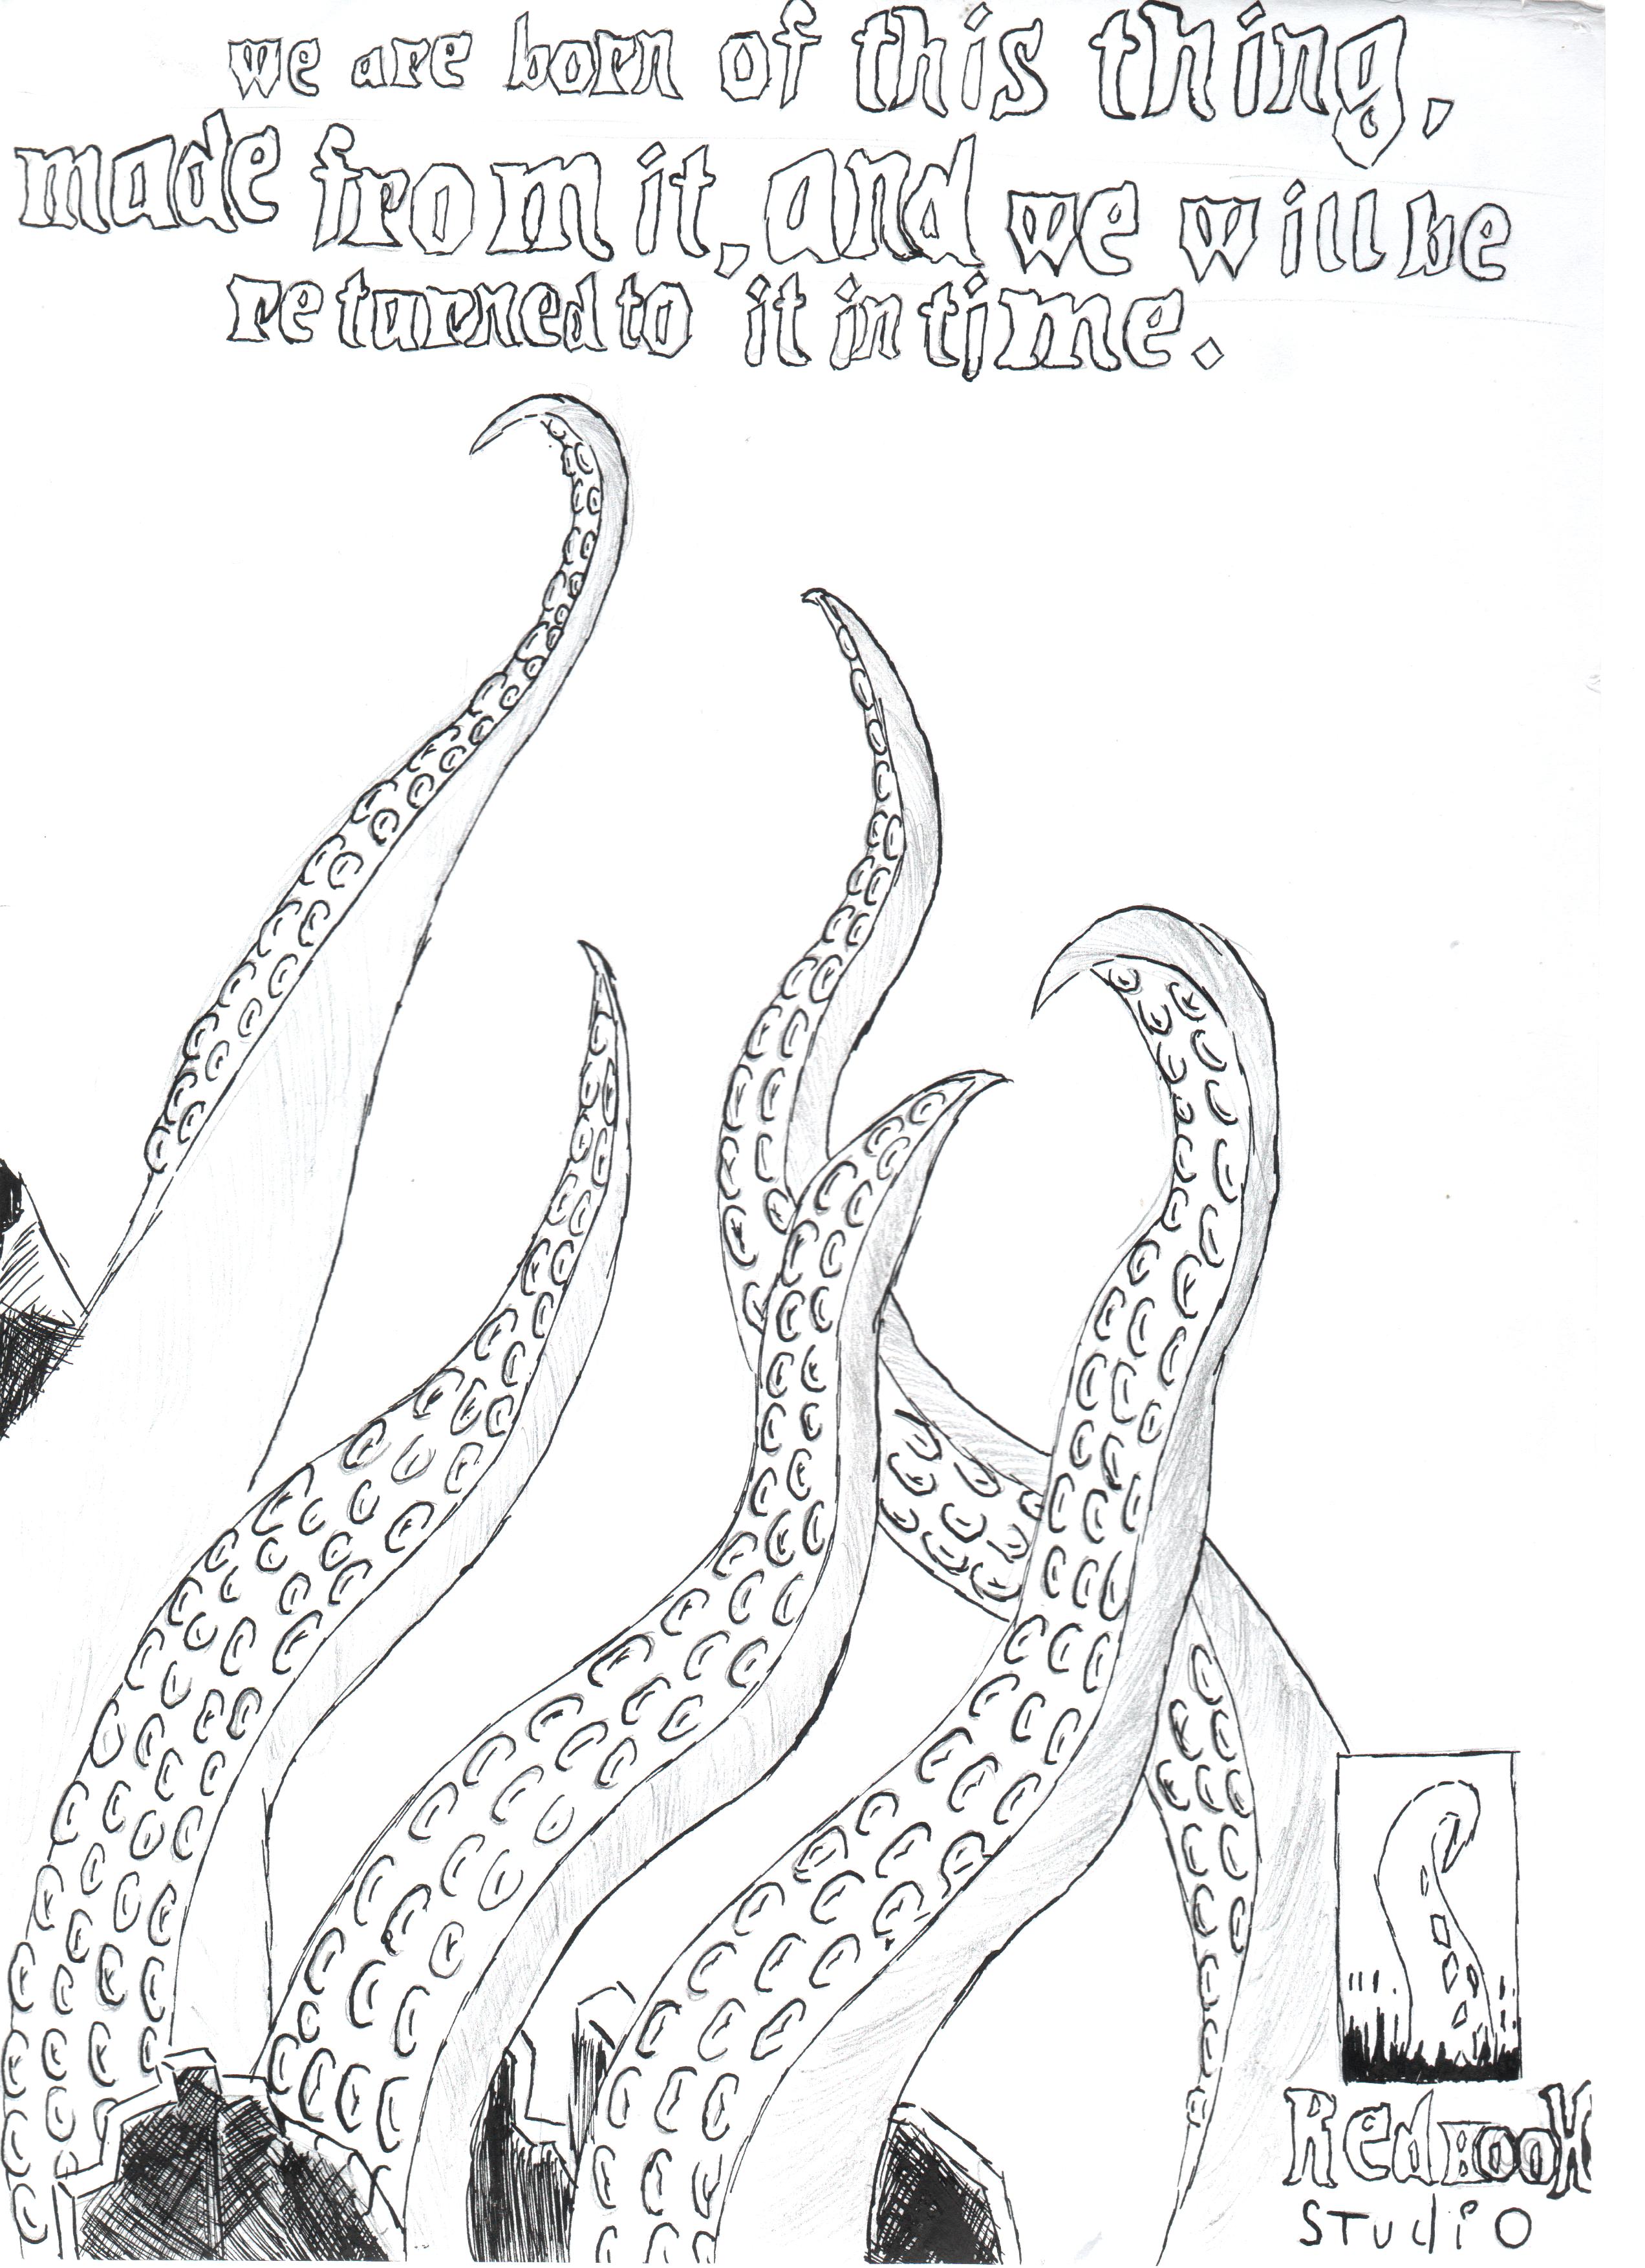 we are born of this thing,
made from it, and we will be
returned to it in time.
Redbook
STUdiO